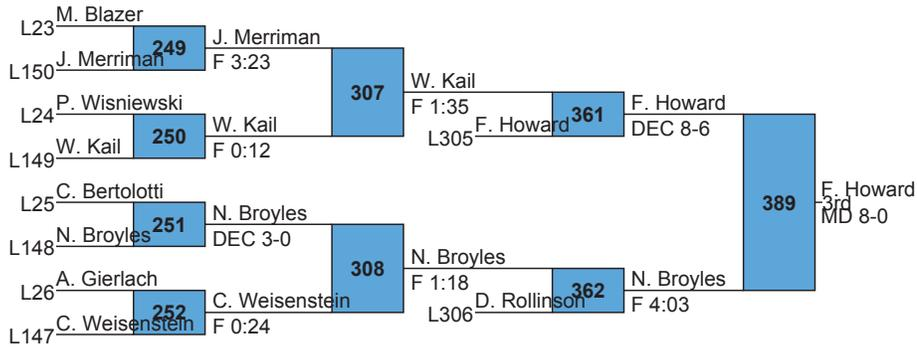 M. Blazer
L23
249
J. Merriman
J. Merriman
F 3:23
L150
P. Wisniewski
307
W. Kail
L24
250
W. Kail
F 1:35
F. Howard
361
F. Howard
W. Kail
F 0:12
L305
DEC 8-6
L149
C. Bertolotti
L25
251
N. Broyles
389
F. Howard
3rd
MD 8-0
N. Broyles
DEC 3-0
L148
A. Gierlach
308
N. Broyles
L26
252
C. Weisenstein
F 1:18
D. Rollinson
362
N. Broyles
C. Weisenstein
F 0:24
L306
F 4:03
L147